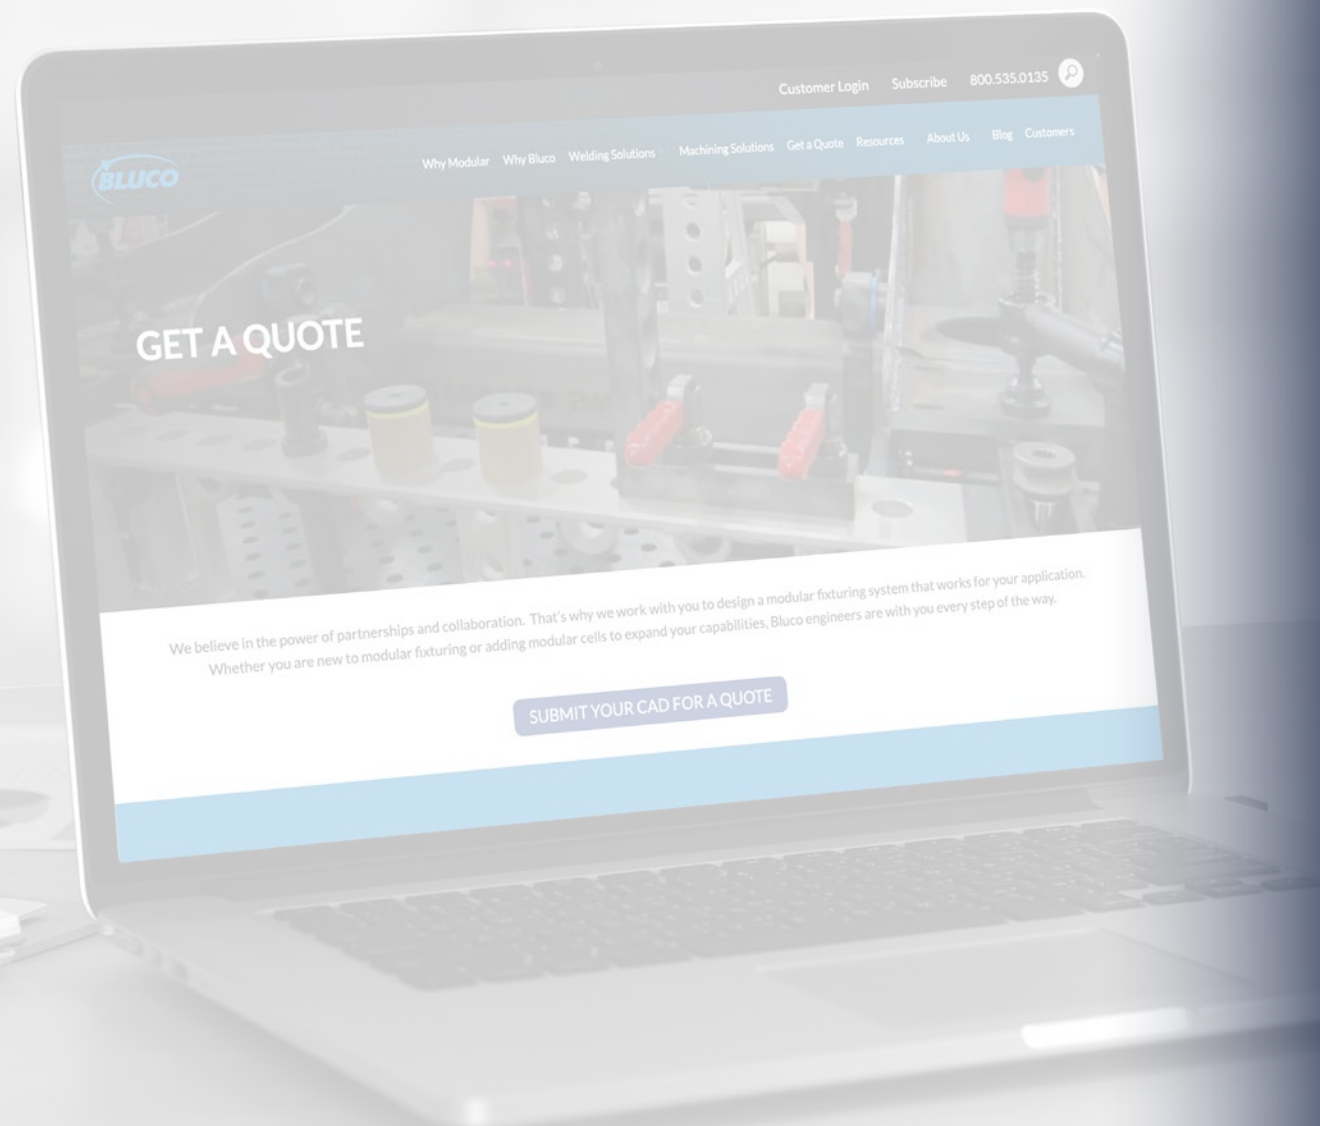 Customer Login Subscribe 800.535.0135
BLUCO
Why Modular Why Bluco Welding Solutions Machining Solutions Get a Quote Resources About Us Blog Customers
GET A QUOTE
We believe in the power of partnerships and collaboration. That's why we work with you to design a modular fixturing system that works for your application.
Whether you are new to modular fixturing or adding modular cells to expand your capabilities, Bluco engineers are with you every step of the way.
SUBMIT YOUR CAD FOR A QUOTE